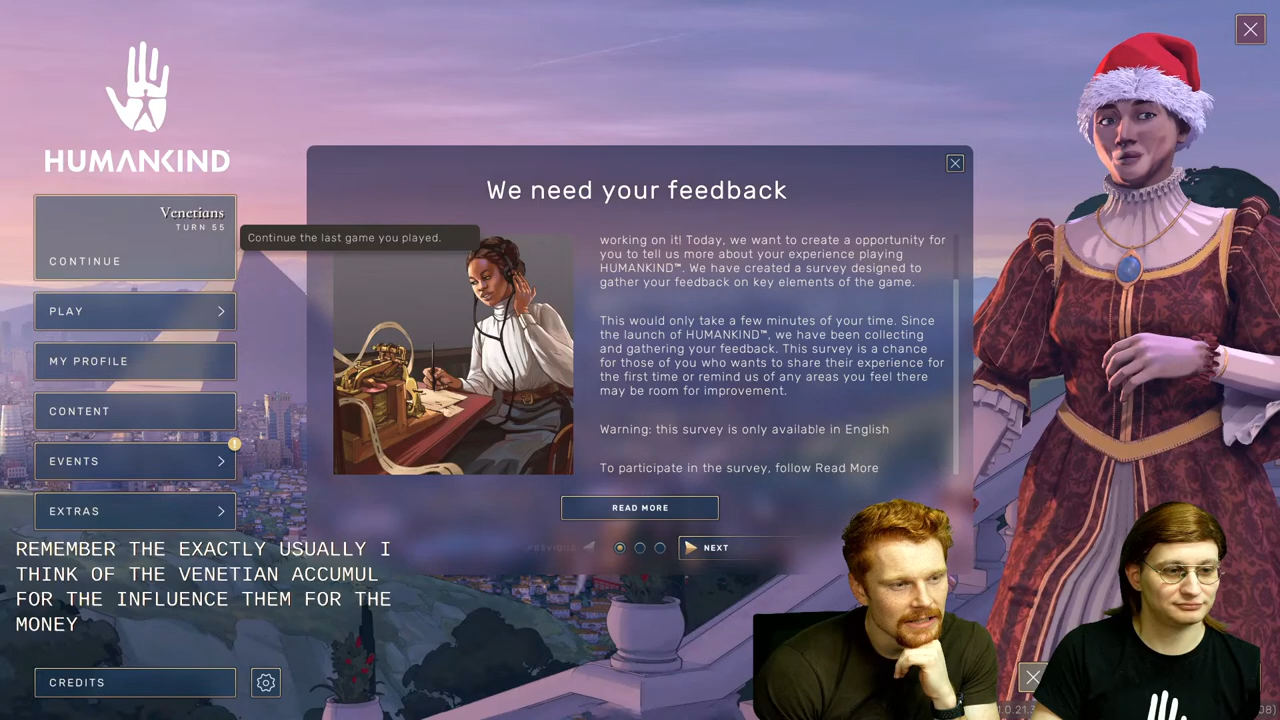 HUMANKIND
Venetians
TURN 55
CONTINUE
Continue the last game you played.
PLAY
MY PROFILE
CONTENT
!
EVENTS
EXTRAS
We need your feedback
working on it! Today, we want to create a opportunity for
you to tell us more about your experience playing
HUMANKIND™. We have created a survey designed to
gather your feedback on key elements of the game.
This would only take a few minutes of your time. Since
the launch of HUMANKIND™, we have been collecting
and gathering your feedback. This survey is a chance
for those of you who wants to share their experience for
the first time or remind us of any areas you feel there
may be room for improvement.
Warning: this survey is only available in English
To participate in the survey, follow Read More
READ MORE
PREVIOUS
NEXT
REMEMBER THE EXACTLY USUALLY I
THINK OF THE VENETIAN ACCUMUL
FOR THE INFLUENCE THEM FOR THE
MONEY
CREDITS